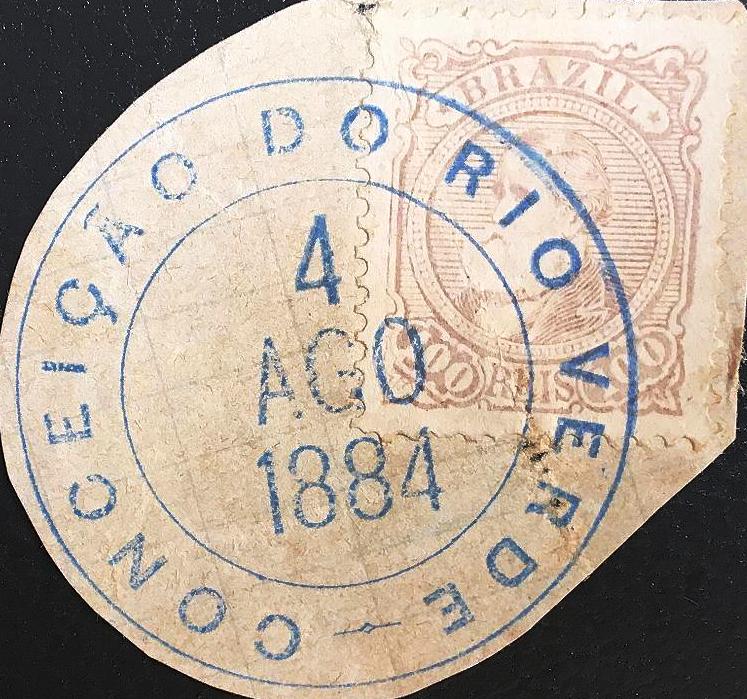 CONCEIÇÃO DO RIO VERDE
4
AGO
1884
BRAZIL
REIS